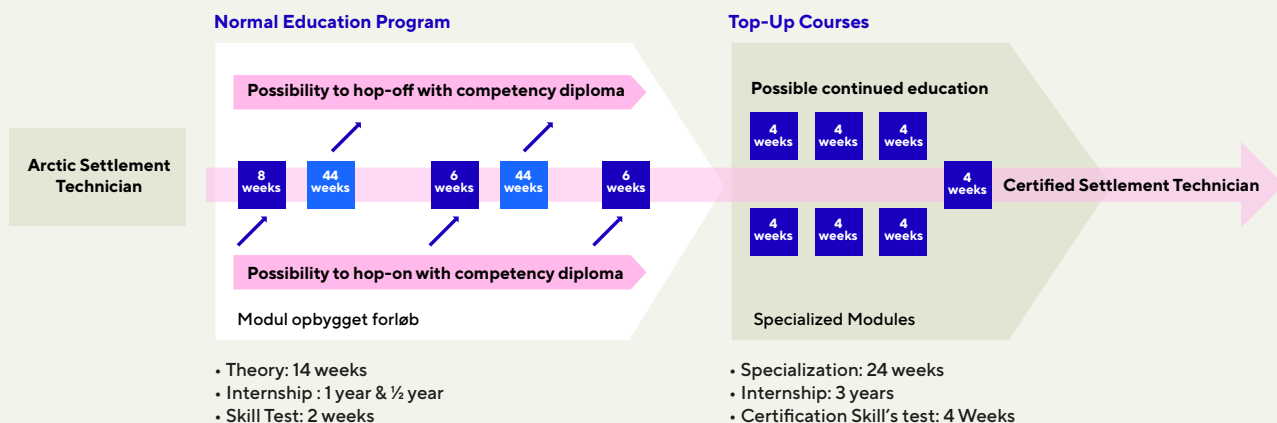 Normal Education Program
Top-Up Courses
Possibility to hop-off with competency diploma
Possible continued education
4
weeks
4
weeks
4
weeks
Arctic Settlement
Technician
8
weeks
44
weeks
6
weeks
44
weeks
6
weeks
4
weeks
Certified Settlement Technician
4
weeks
4
weeks
4
weeks
Possibility to hop-on with competency diploma
Modul opbygget forløb
Specialized Modules
• Theory: 14 weeks
• Internship : 1 year & ½ year
• Skill Test: 2 weeks
• Specialization: 24 weeks
• Internship: 3 years
• Certification Skill's test: 4 Weeks